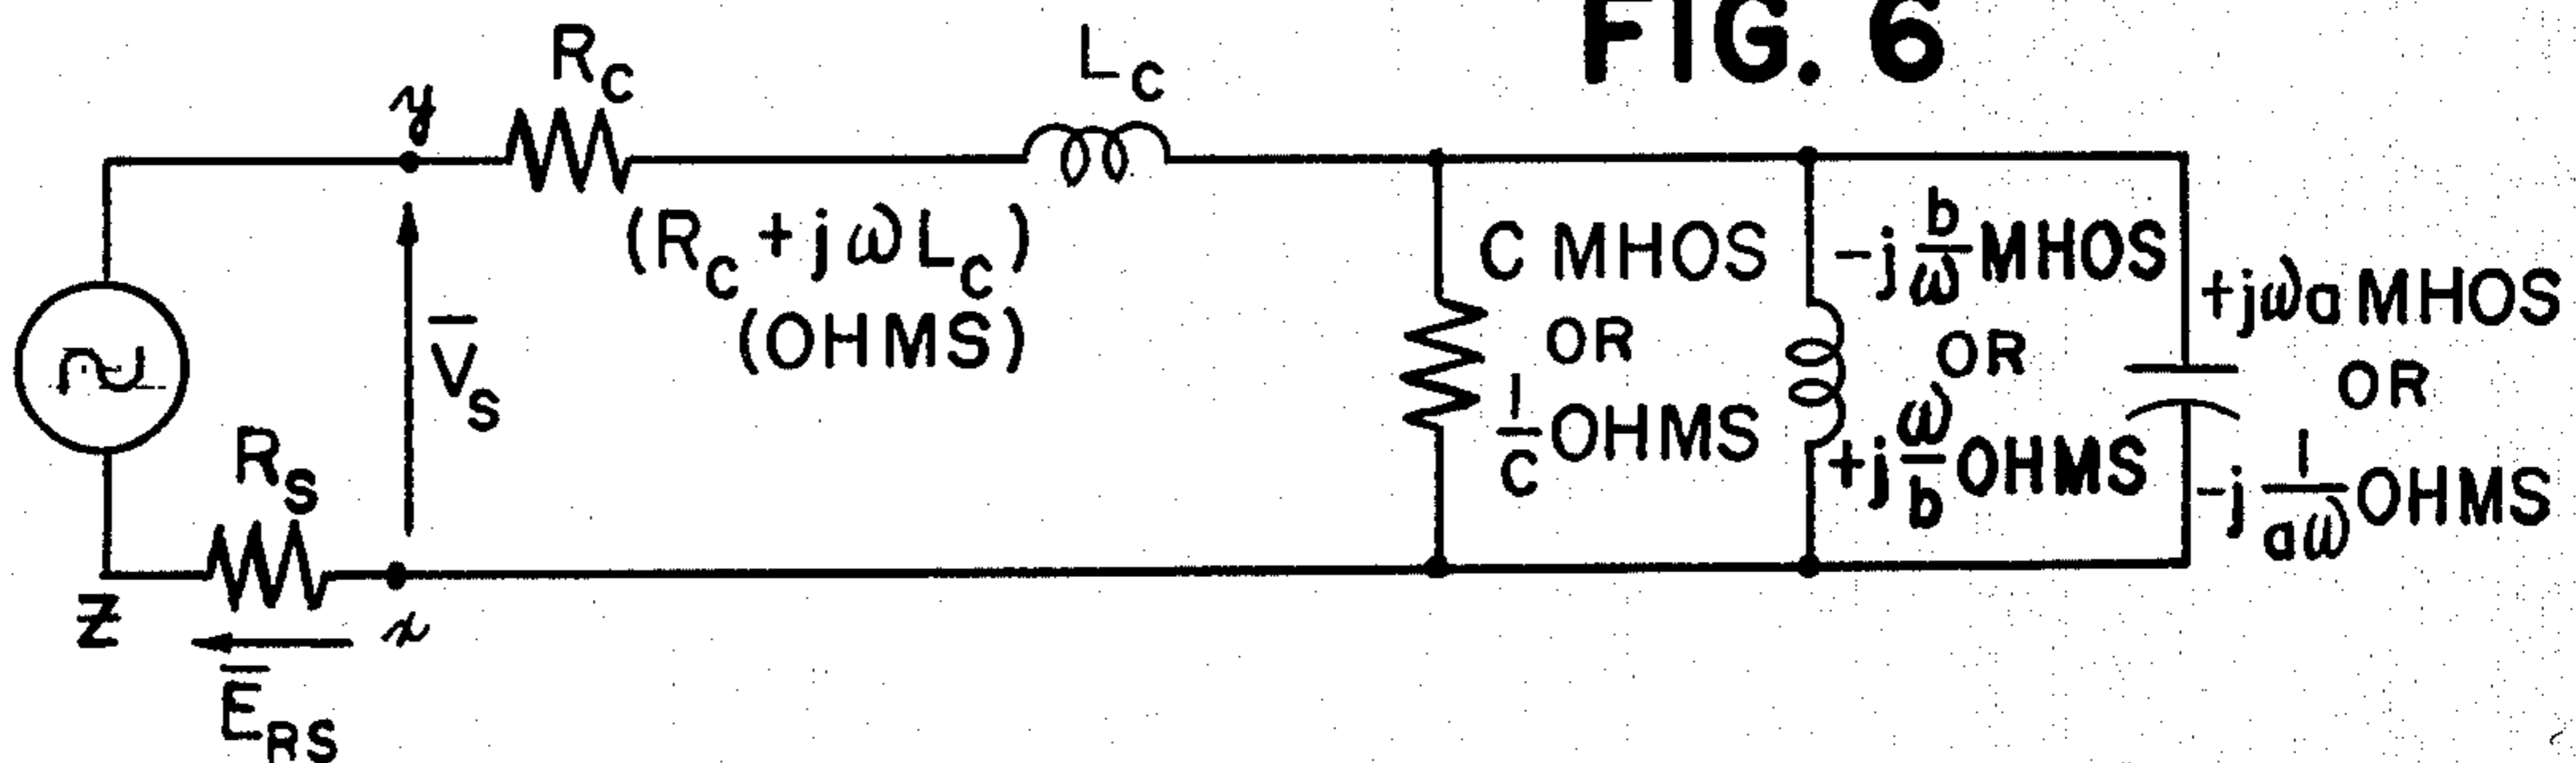 FIG. 6
R_C
L_C
y
(R_C + jωL_C)
(OHMS)
V̅_S
C MHOS
OR
1/C OHMS
-j b/ω MHOS
OR
+j ω/b OHMS
+jωa MHOS
OR
-j 1/aω OHMS
R_S
Z
x
E̅_RS